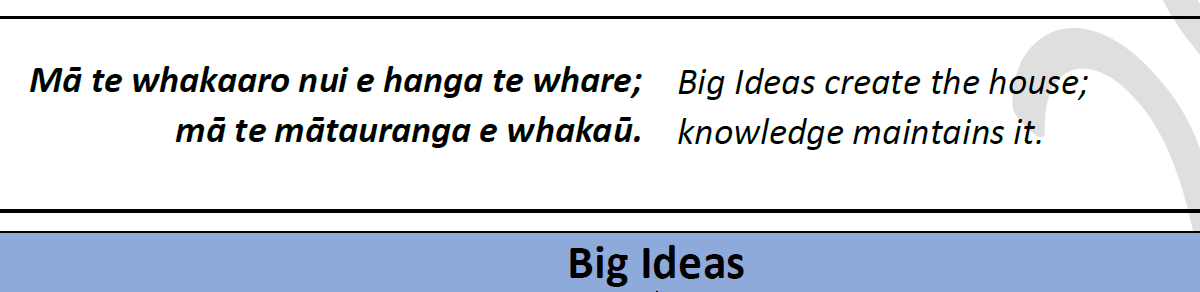 Mā te whakaaro nui e hanga te whare;
mā te mātauranga e whakaū.
Big Ideas create the house;
knowledge maintains it.
Big Ideas